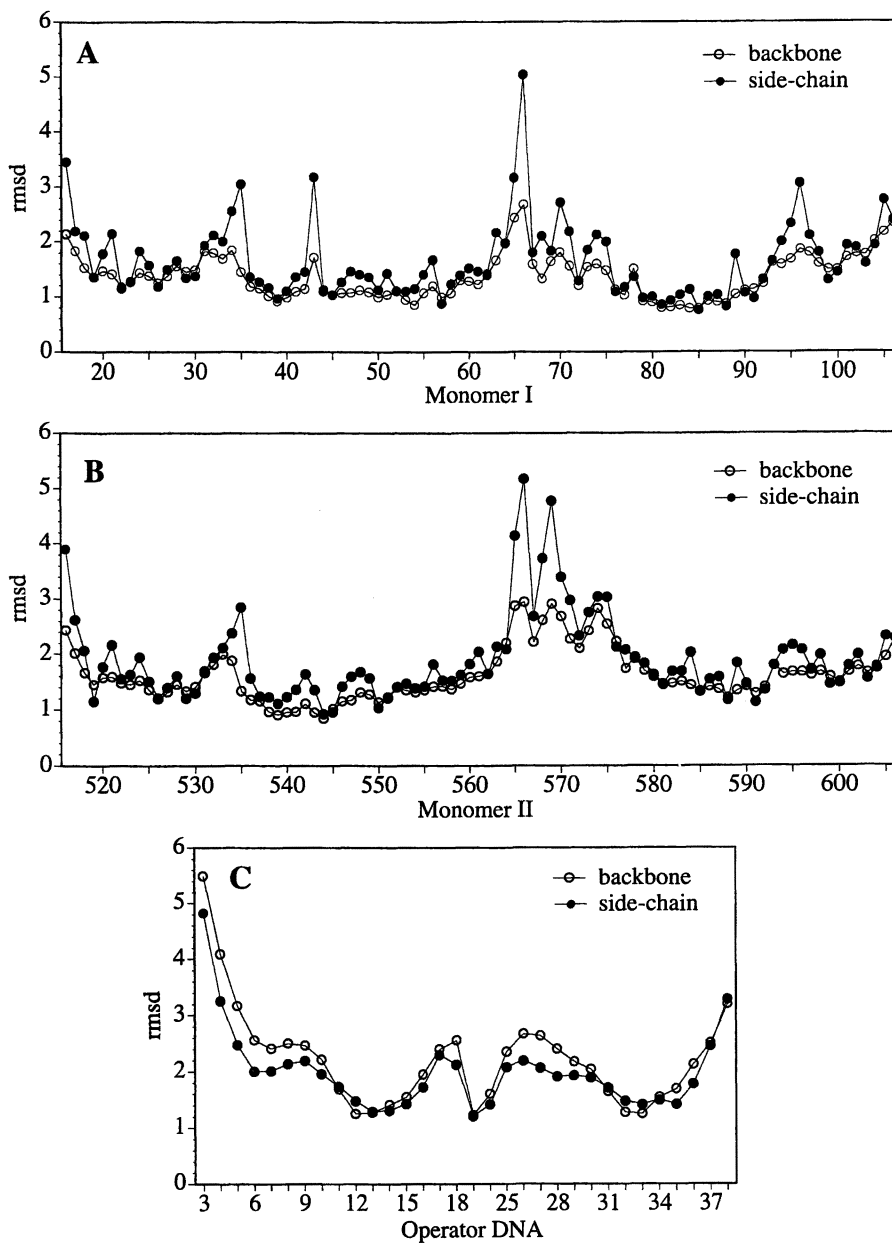 6
A
backbone
side-chain
5
4
rmsd
3
2
1
0
20 30 40 50 60 70 80 90 100
Monomer I
6
B
backbone
side-chain
5
4
rmsd
3
2
1
0
520 530 540 550 560 570 580 590 600
Monomer II
6
C
backbone
side-chain
5
4
rmsd
3
2
1
0
3 6 9 12 15 18 25 28 31 34 37
Operator DNA